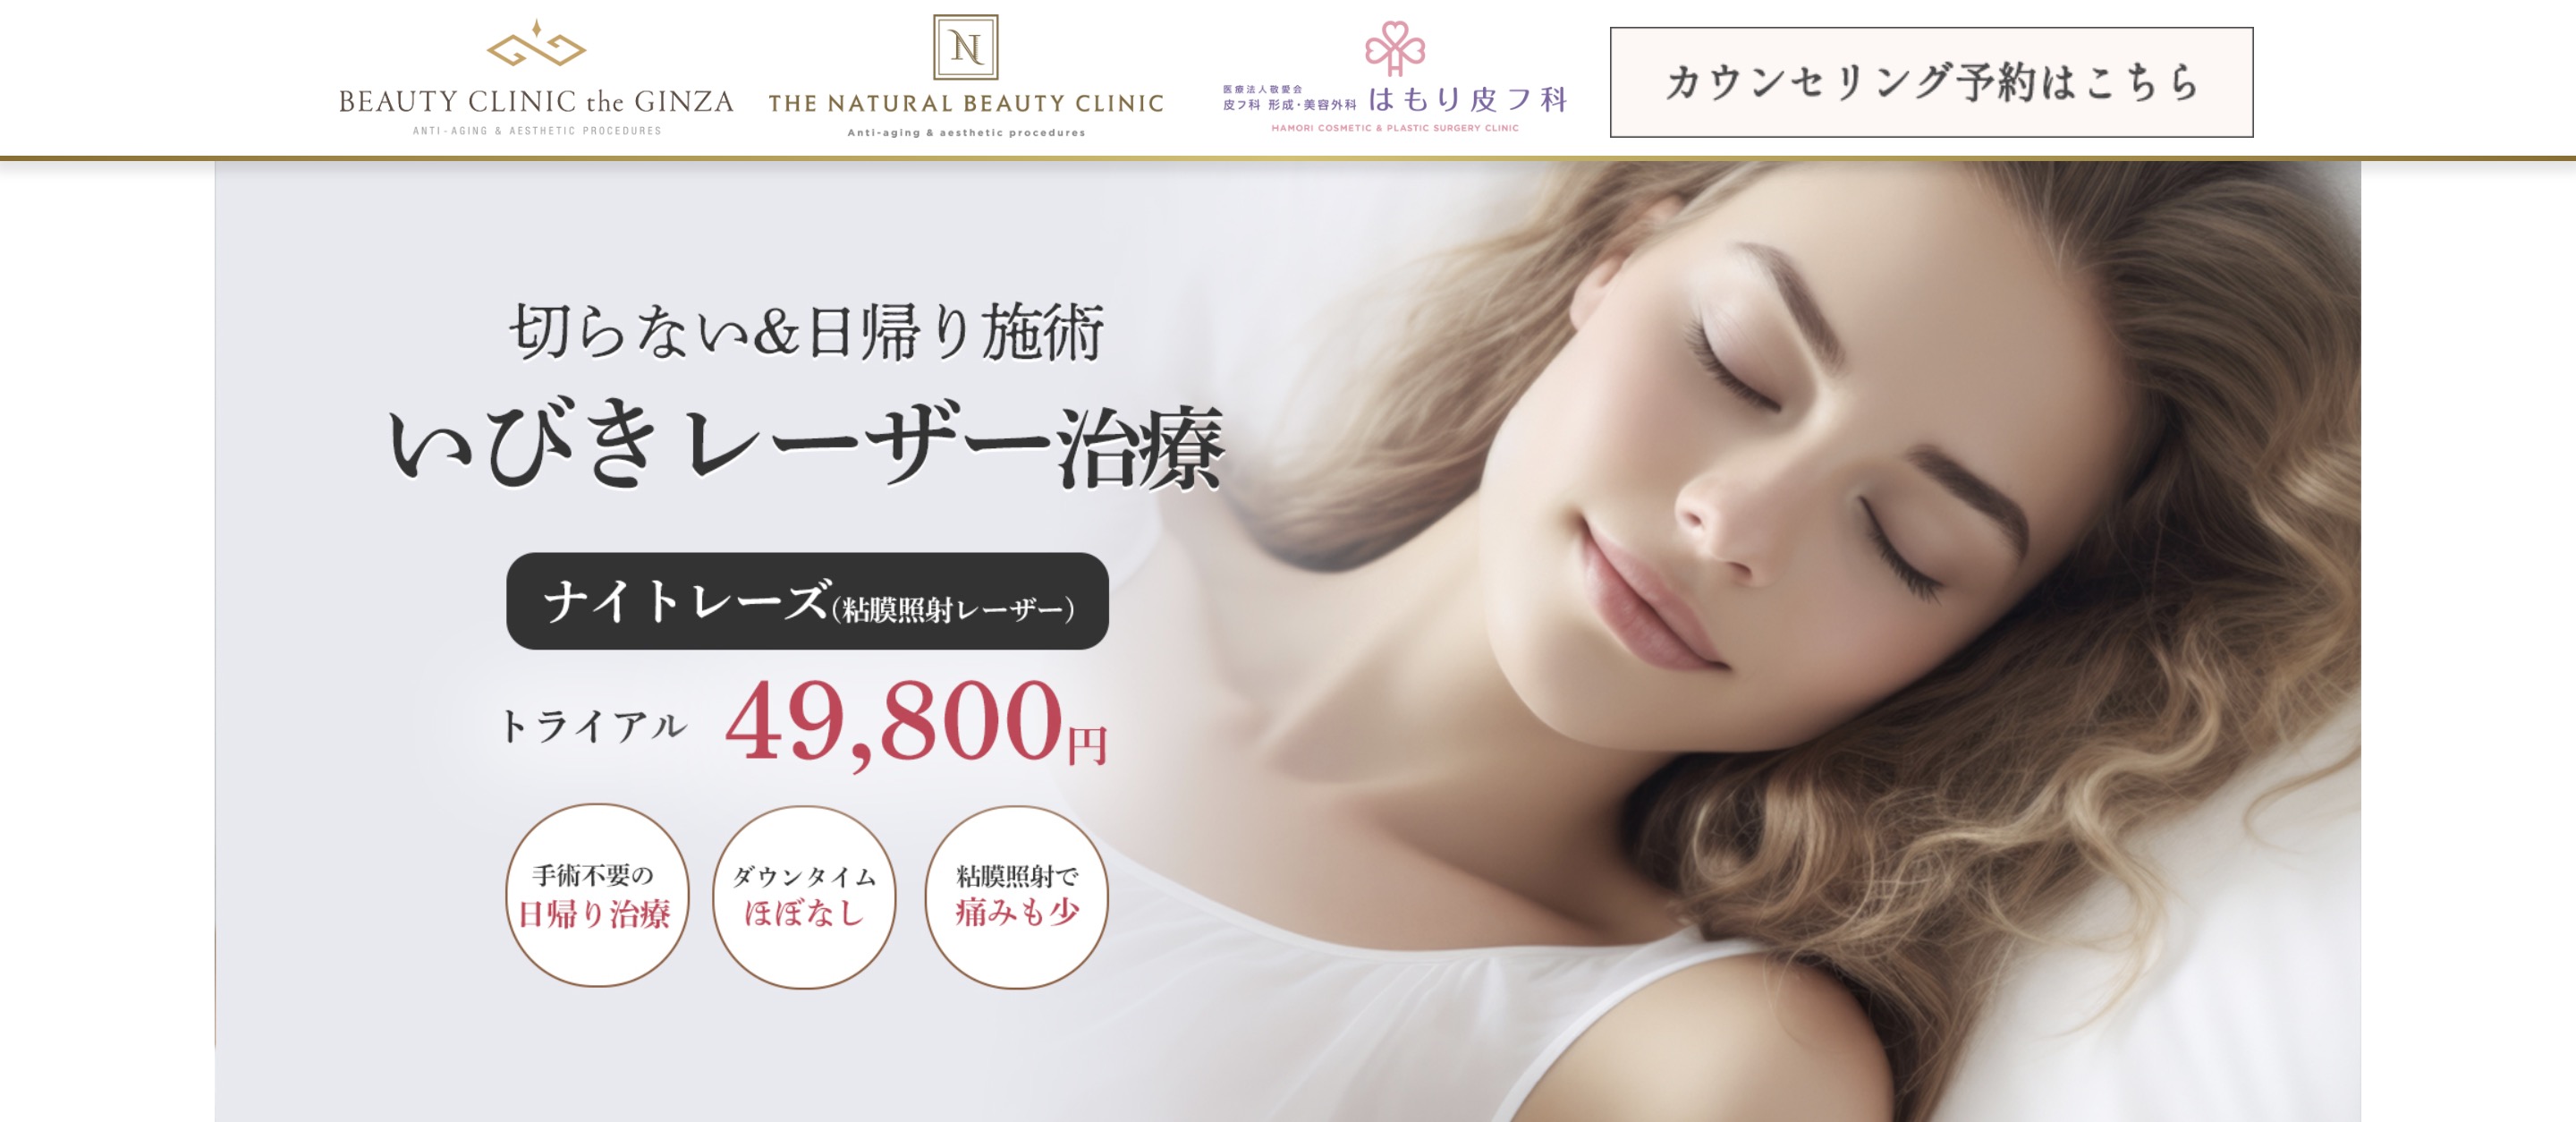 BEAUTY CLINIC the GINZA
ANTI-AGING & AESTHETIC PROCEDURES
N
THE NATURAL BEAUTY CLINIC
Anti-aging & aesthetic procedures
医療法人敬愛会
皮フ科 形成・美容外科 はもり皮フ科
HAMORI COSMETIC & PLASTIC SURGERY CLINIC
カウンセリング予約はこちら
切らない&日帰り施術
いびきレーザー治療
ナイトレーズ(粘膜照射レーザー)
トライアル 49,800円
手術不要の
日帰り治療
ダウンタイム
ほぼなし
粘膜照射で
痛みも少